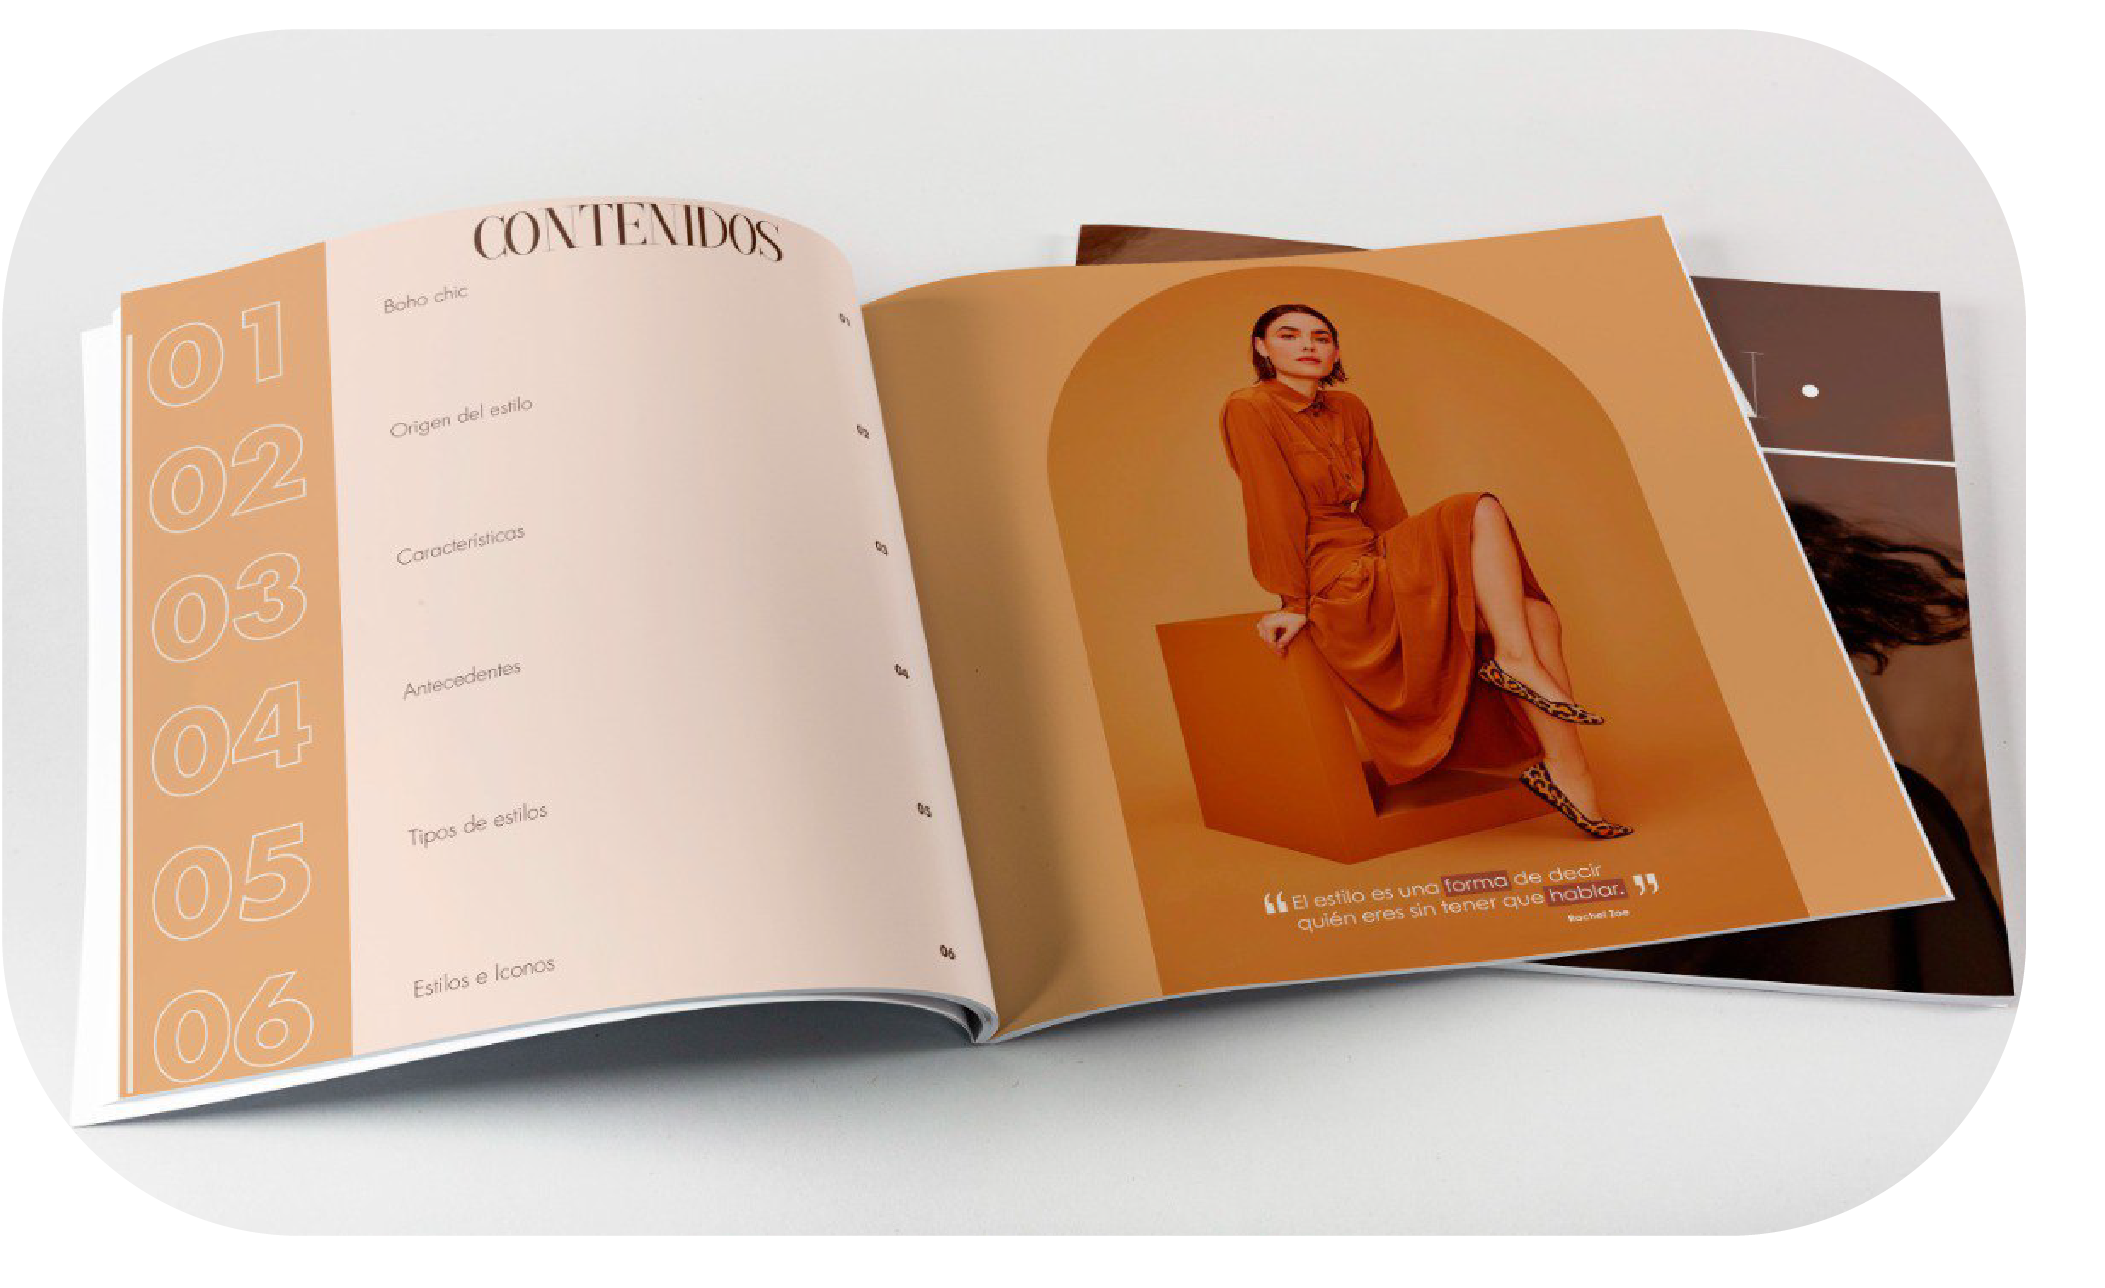 CONTENIDOS
01
Boho chic
01
02
Origen del estilo
02
03
Características
03
04
Antecedentes
04
05
Tipos de estilos
05
06
Estilos e Iconos
06
“ El estilo es una forma de decir
quién eres sin tener que hablar. ”
Rachel Zoe